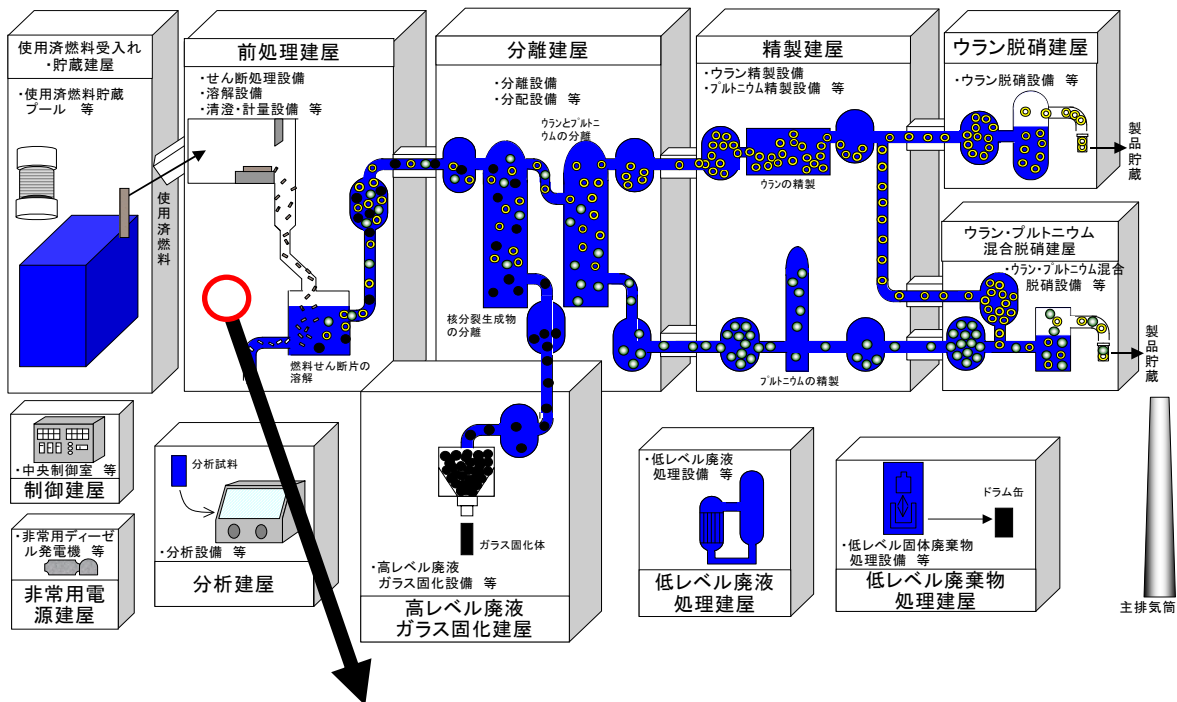 使用済燃料受入れ
・貯蔵建屋
・使用済燃料貯蔵
プール 等
使用済燃料
前処理建屋
・せん断処理設備
・溶解設備
・清澄・計量設備 等
燃料せん断片の
溶解
分離建屋
・分離設備
・分配設備 等
ウランとプルトニ
ウムの分離
核分裂生成物
の分離
精製建屋
・ウラン精製設備
・プルトニウム精製設備 等
ウランの精製
プルトニウムの精製
ウラン脱硝建屋
・ウラン脱硝設備 等
製品貯蔵
ウラン・プルトニウム
混合脱硝建屋
・ウラン・プルトニウム混合
脱硝設備 等
製品貯蔵
・中央制御室 等
制御建屋
・非常用ディーゼ
ル発電機 等
非常用電
源建屋
分析試料
・分析設備 等
分析建屋
ガラス固化体
・高レベル廃液
ガラス固化設備 等
高レベル廃液
ガラス固化建屋
・低レベル廃液
処理設備 等
低レベル廃液
処理建屋
ドラム缶
・低レベル固体廃棄物
処理設備 等
低レベル廃棄物
処理建屋
主排気筒